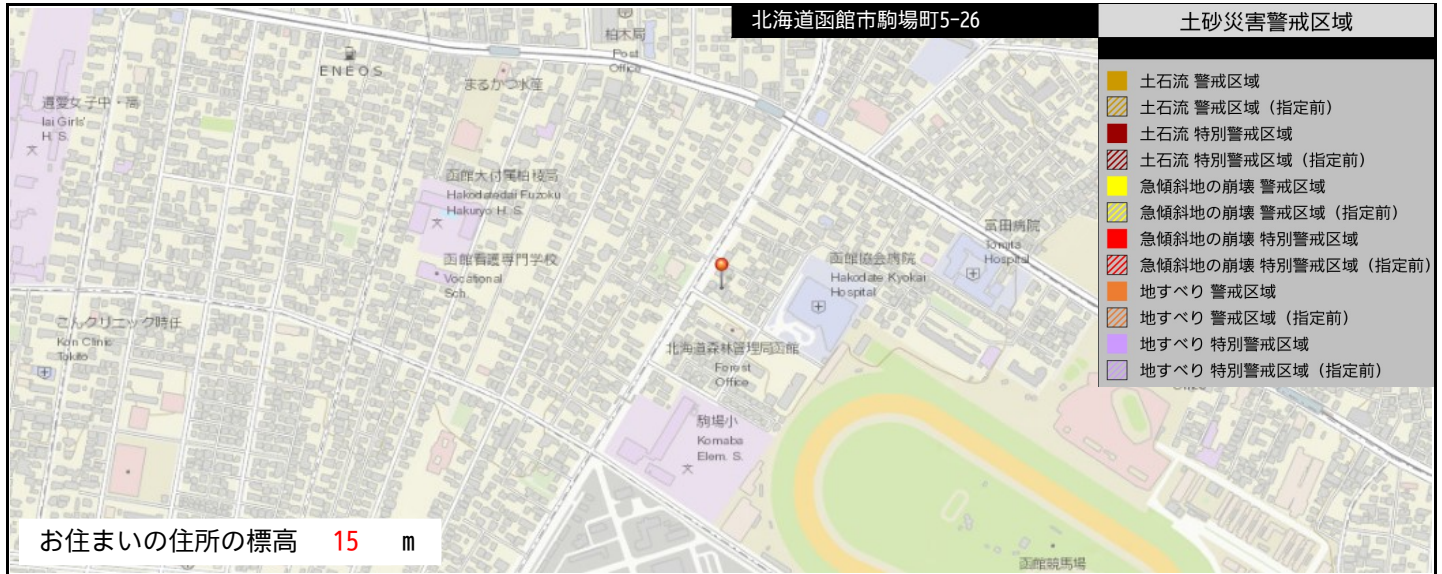 北海道函館市駒場町5-26
土砂災害警戒区域
土石流 警戒区域
土石流 警戒区域（指定前）
土石流 特別警戒区域
土石流 特別警戒区域（指定前）
急傾斜地の崩壊 警戒区域
急傾斜地の崩壊 警戒区域（指定前）
急傾斜地の崩壊 特別警戒区域
急傾斜地の崩壊 特別警戒区域（指定前）
地すべり 警戒区域
地すべり 警戒区域（指定前）
地すべり 特別警戒区域
地すべり 特別警戒区域（指定前）
柏木局
Post
Office
ENEOS
まるかつ水産
遺愛女子中・高
Iai Girls'
H. S.
函館大付属柏稜高
Hakodatedai Fuzoku
Hakuryo H. S.
函館看護専門学校
Vocational
Sch.
函館協会病院
Hakodate Kyokai
Hospital
富田病院
Tomita
Hospital
こんクリニック時任
Kon Clinic
Tokito
北海道森林管理局函館
Forest
Office
駒場小
Komaba
Elem. S.
函館競馬場
お住まいの住所の標高 15 m